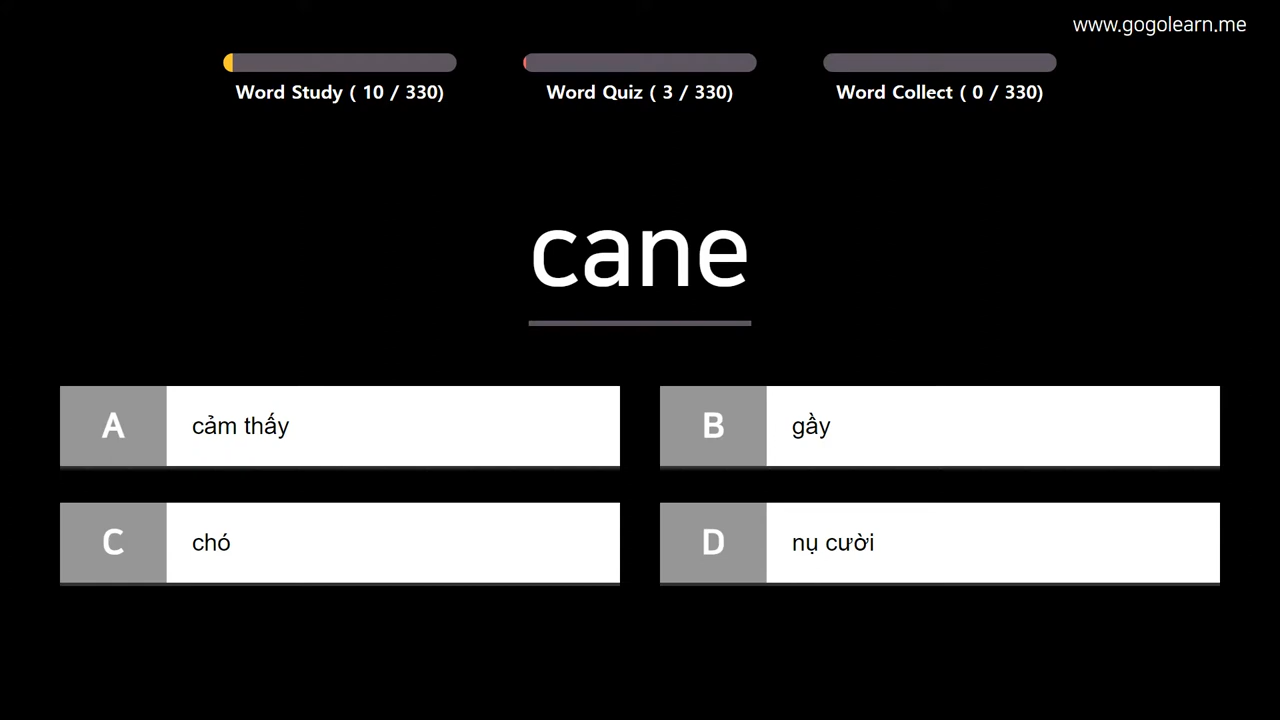 www.gogolearn.me
Word Study ( 10 / 330)
Word Quiz ( 3 / 330)
Word Collect ( 0 / 330)
cane
A cảm thấy
B gầy
C chó
D nụ cười